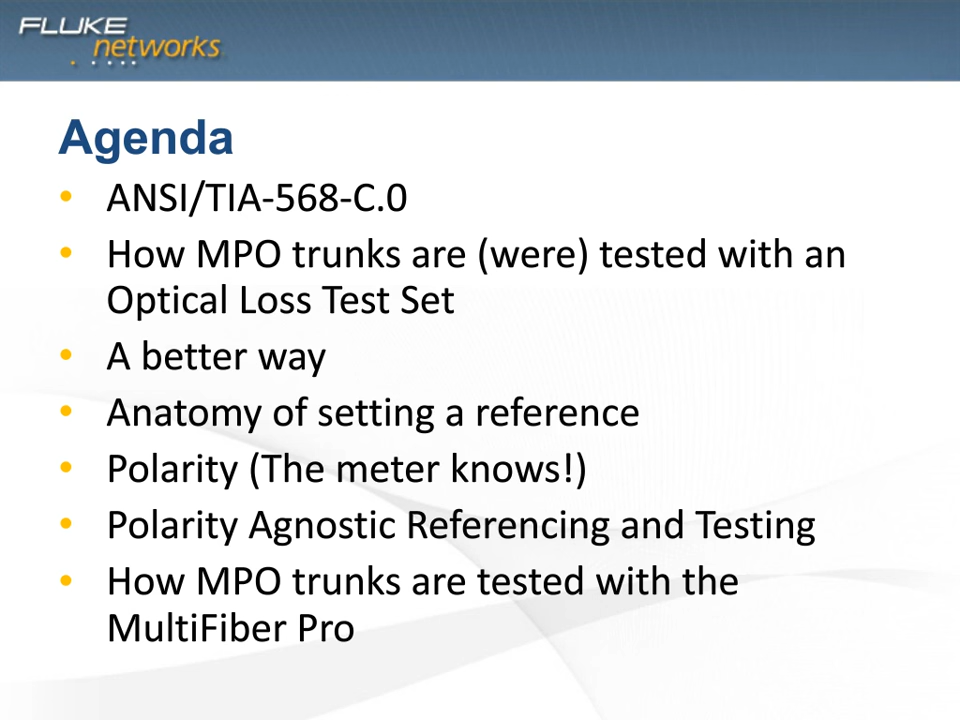 FLUKE
networks
Agenda
• ANSI/TIA-568-C.0
• How MPO trunks are (were) tested with an
Optical Loss Test Set
• A better way
• Anatomy of setting a reference
• Polarity (The meter knows!)
• Polarity Agnostic Referencing and Testing
• How MPO trunks are tested with the
MultiFiber Pro